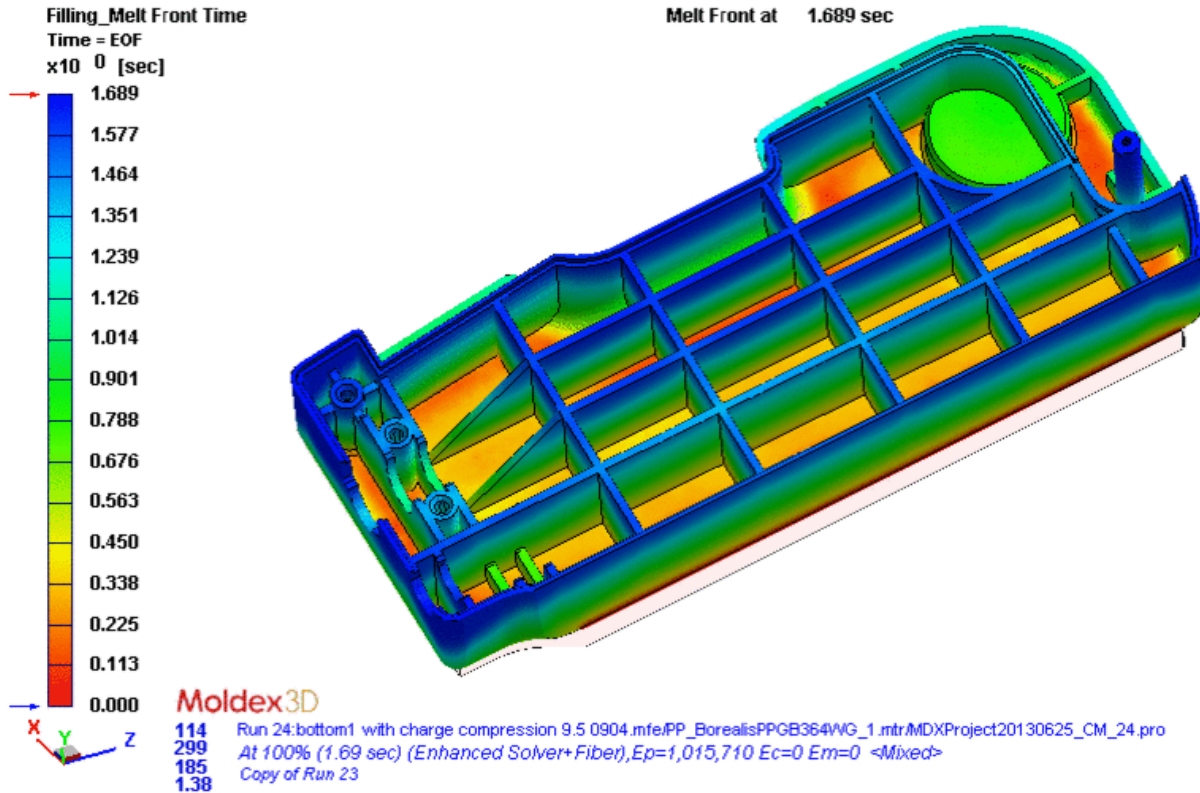 Filling_Melt Front Time
Melt Front at 1.689 sec
Time = EOF
x10 0 [sec]
1.689
1.577
1.464
1.351
1.239
1.126
1.014
0.901
0.788
0.676
0.563
0.450
0.338
0.225
0.113
0.000
X
Y
Z
Moldex3D
114 Run 24:bottom1 with charge compression 9.5 0904.mfe/PP_BorealisPPGB364WG_1.mtr/MDXProject20130625_CM_24.pro
299 At 100% (1.69 sec) (Enhanced Solver+Fiber),Ep=1,015,710 Ec=0 Em=0 <Mixed>
185 Copy of Run 23
1.38